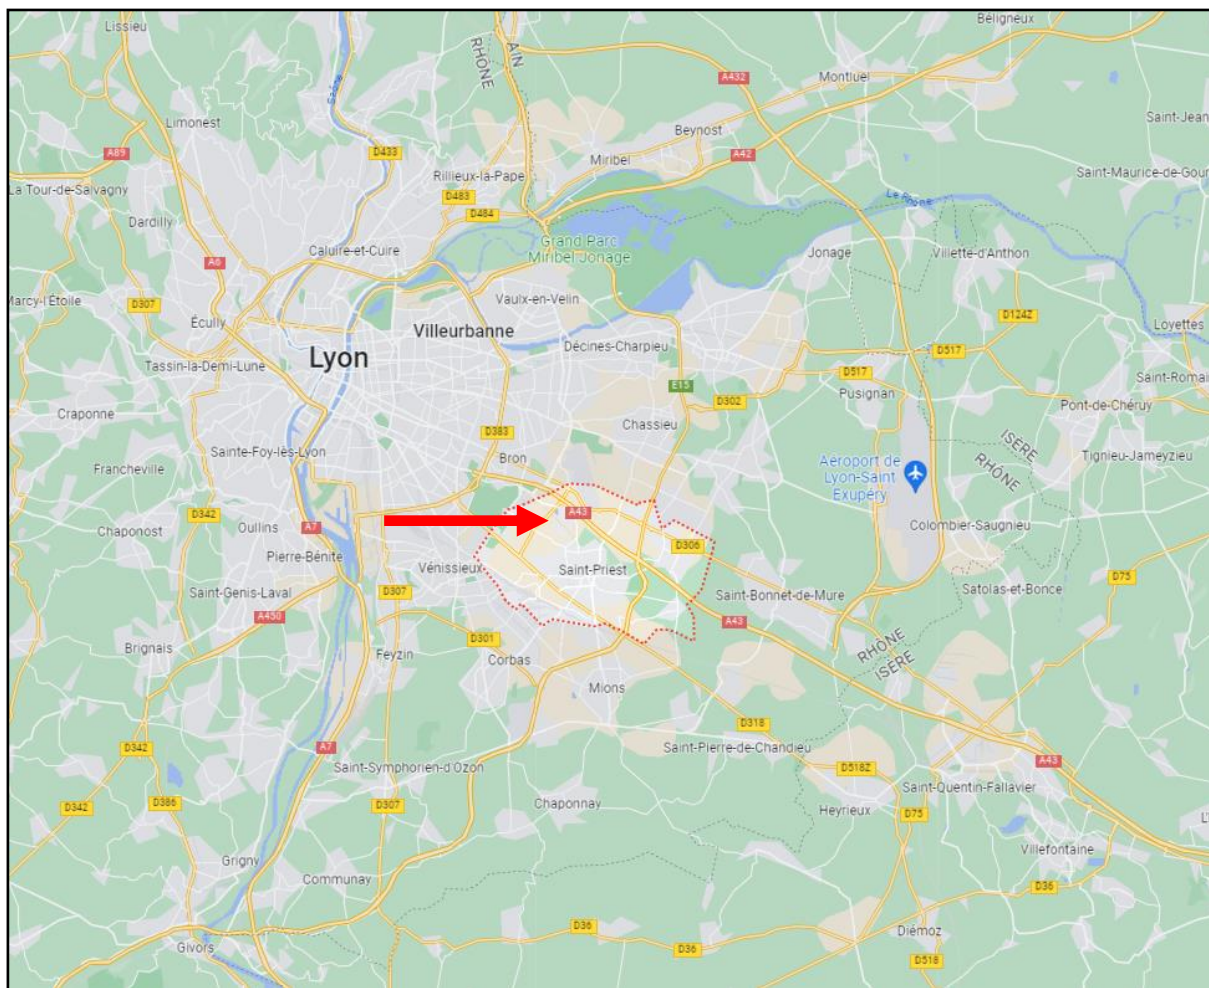 Lissieu
Béligneux
RHÔNE
AIN
A432
Montluel
Saône
Limonest
Saint-Jean
Beynost
A89
D433
A42
Miribel
La Tour-de-Salvagny
Rillieux-la-Pape
Saint-Maurice-de-Gour
D483
Le Rhône
D484
Dardilly
Grand Parc
Miribel Jonage
Caluire-et-Cuire
Jonage
Villette-d'Anthon
A6
Marcy-l'Étoile
D307
Vaulx-en-Velin
Écully
D124Z
Loyettes
Villeurbanne
Lyon
Décines-Charpieu
D517
Tassin-la-Demi-Lune
D517
Saint-Romai
E15
Pusignan
D302
Pont-de-Chéruy
Craponne
Chassieu
D383
ISÈRE
RHÔNE
Sainte-Foy-lès-Lyon
Bron
Tignieu-Jameyzieu
Francheville
Aéroport de
Lyon-Saint
Exupéry
D342
A43
Chaponost
Oullins
A7
Colombier-Saugnieu
D306
Pierre-Bénite
Vénissieux
Saint-Priest
D75
Saint-Genis-Laval
D307
Saint-Bonnet-de-Mure
Satolas-et-Bonce
A450
A43
D301
RHÔNE
ISÈRE
Brignais
Feyzin
Corbas
Mions
D318
D342
A7
Saint-Pierre-de-Chandieu
A43
Saint-Symphorien-d'Ozon
D518Z
Saint-Quentin-Fallavier
D342
D386
D307
Chaponnay
Heyrieux
D75
L'
Villefontaine
Grigny
Communay
D36
D36
Diémoz
Givors
D36
D518